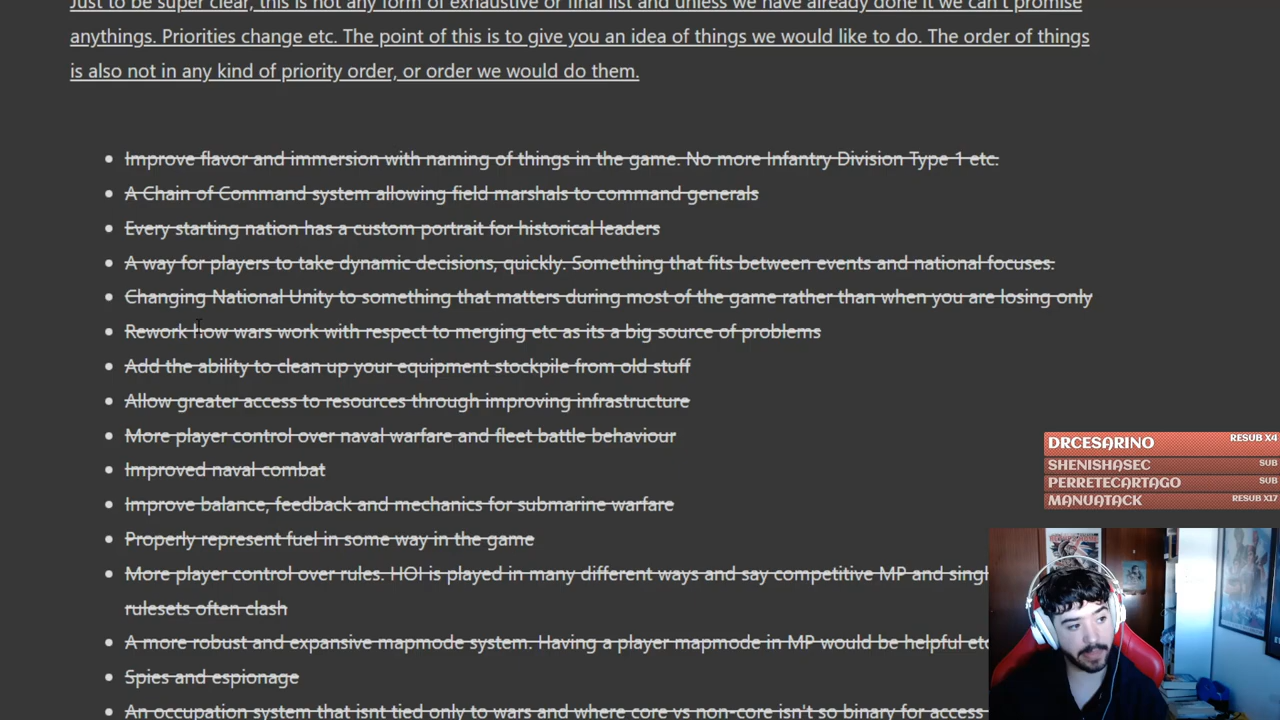 Just to be super clear, this is not any form of exhaustive or final list and unless we have already done it we can't promise
anythings. Priorities change etc. The point of this is to give you an idea of things we would like to do. The order of things
is also not in any kind of priority order, or order we would do them.
Improve flavor and immersion with naming of things in the game. No more Infantry Division Type 1 etc.
A Chain of Command system allowing field marshals to command generals
Every starting nation has a custom portrait for historical leaders
A way for players to take dynamic decisions, quickly. Something that fits between events and national focuses.
Changing National Unity to something that matters during most of the game rather than when you are losing only
Rework how wars work with respect to merging etc as its a big source of problems
Add the ability to clean up your equipment stockpile from old stuff
Allow greater access to resources through improving infrastructure
More player control over naval warfare and fleet battle behaviour
Improved naval combat
Improve balance, feedback and mechanics for submarine warfare
Properly represent fuel in some way in the game
More player control over rules. HOI is played in many different ways and say competitive MP and
rulesets often clash
A more robust and expansive mapmode system. Having a player mapmode in MP would be helpful
Spies and espionage
An occupation system that isnt tied only to wars and where core vs non-core isn't so binary for access
DRCESARINO RESUB X4
SHENISHASEC SUB
PERRETECARTAGO SUB
MANUATACK RESUB X17